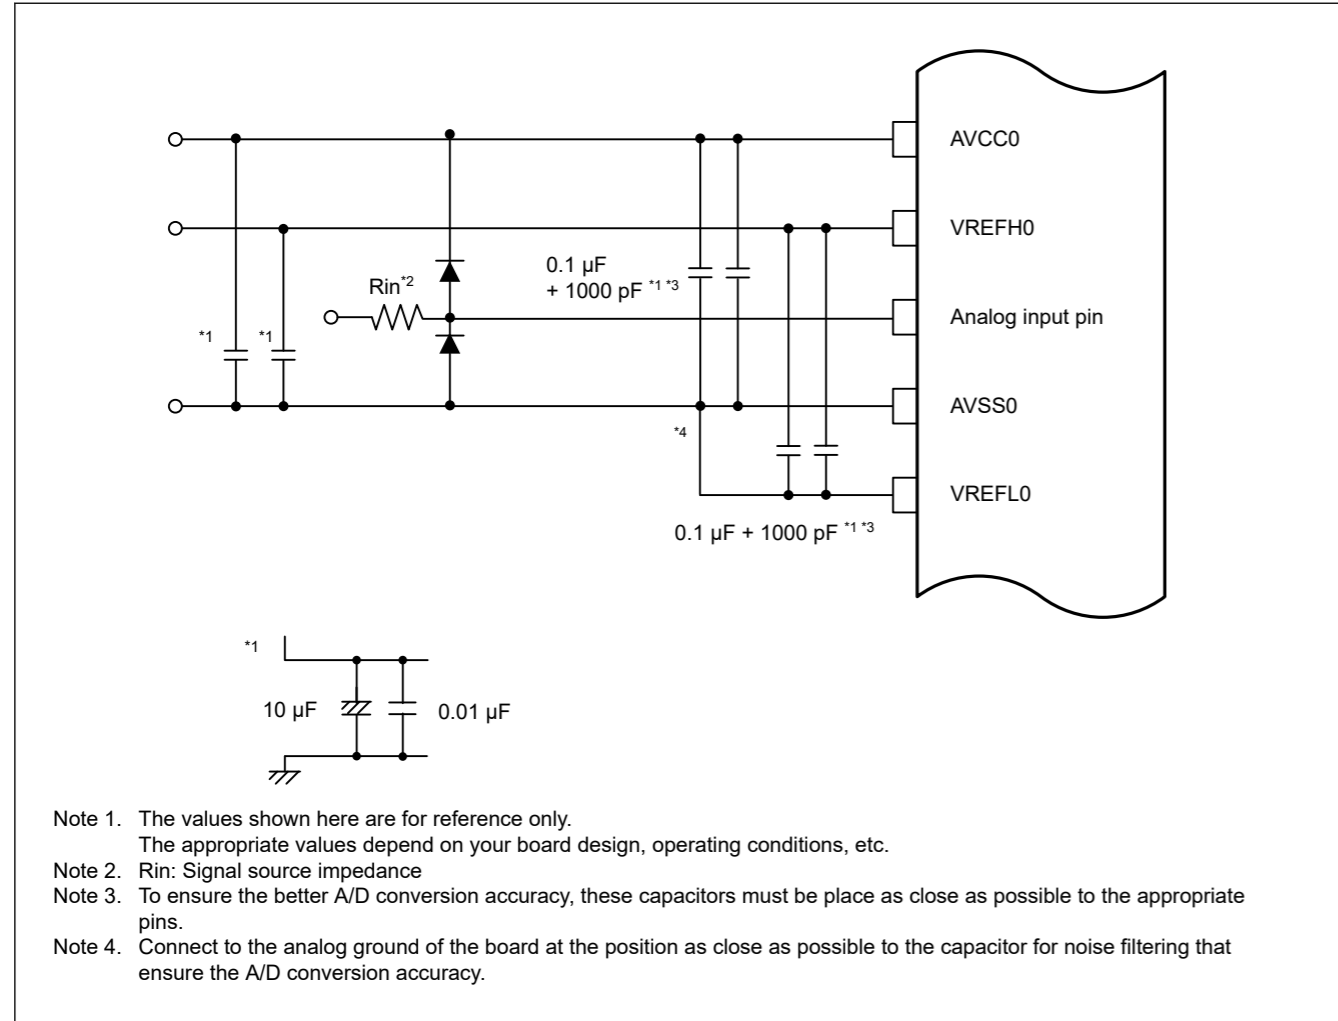 AVCC0
VREFH0
0.1 µF
+ 1000 pF *1 *3
Rin*2
Analog input pin
*1
*1
AVSS0
*4
VREFL0
0.1 µF + 1000 pF *1 *3
*1
10 µF
0.01 µF
Note 1. The values shown here are for reference only.
The appropriate values depend on your board design, operating conditions, etc.
Note 2. Rin: Signal source impedance
Note 3. To ensure the better A/D conversion accuracy, these capacitors must be place as close as possible to the appropriate
pins.
Note 4. Connect to the analog ground of the board at the position as close as possible to the capacitor for noise filtering that
ensure the A/D conversion accuracy.